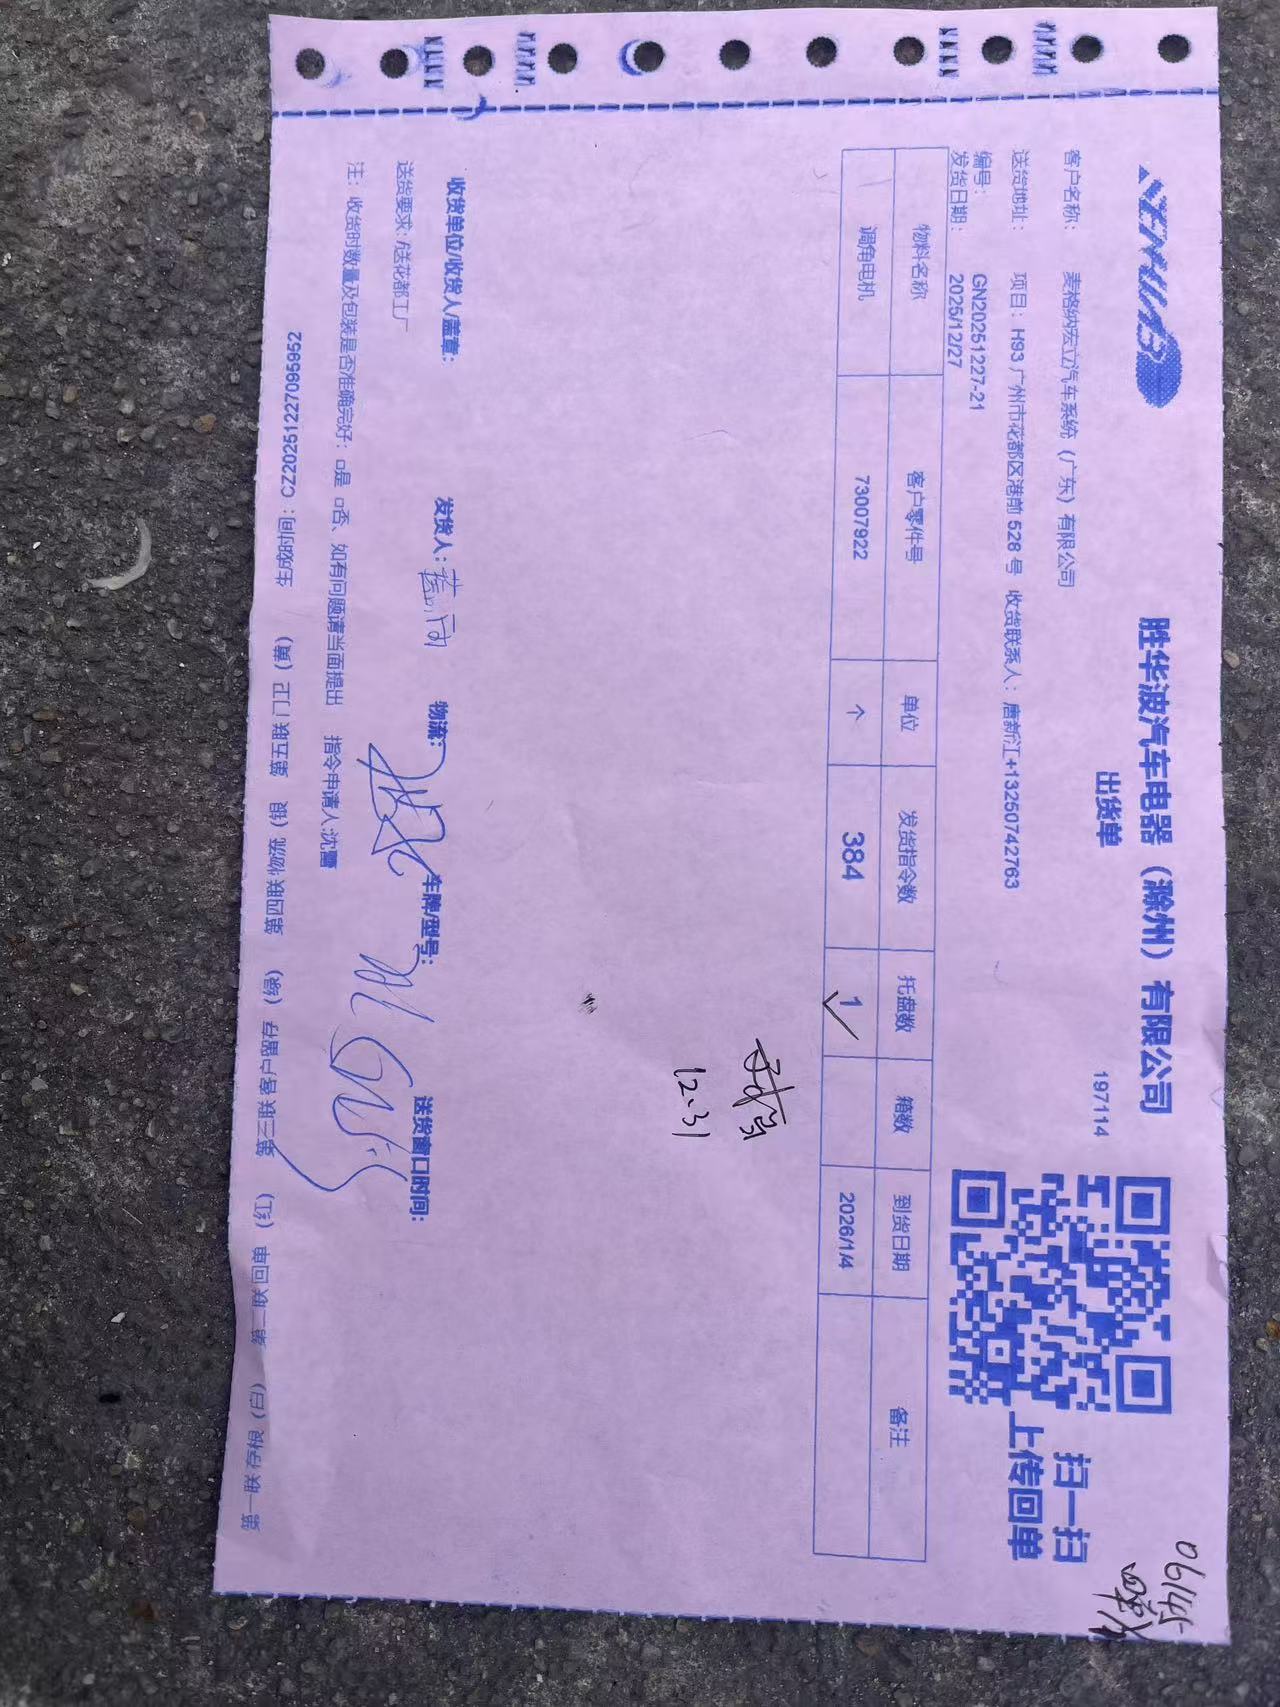 SENWEB
胜华波汽车电器（滁州）有限公司
出货单
197114
扫一扫
上传回单
客户名称： 麦格纳宏立汽车系统（广东）有限公司
送货地址： 项目：H93 广州市花都区港前 528 号 收货联系人：唐新江+13250742763
编号： GN20251227-21
发货日期： 2025/12/27
物料名称 客户零件号 单位 发货指令数 托盘数 箱数 到货日期 备注
调角电机 73007922 个 384 1 2026/1/4
12.31
收货单位/收货人/盖章： 发货人： 物流： 车牌/型号： 送货窗口时间：
送货要求：/送花都工厂
注：收货时数量及包装是否准确完好：□是 □否、如有问题请当面提出 指令申请人:沈雪
生成时间：CZ20251227095952
第一联 存根（白） 第二联 回单 （红） 第三联 客户留存 （绿） 第四联 物流（银 第五联 门卫（黄）